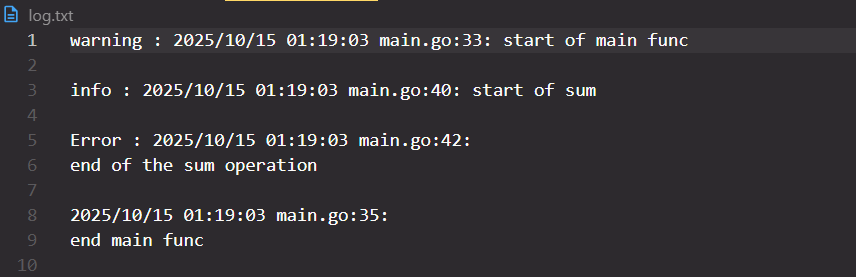 log.txt
1 warning : 2025/10/15 01:19:03 main.go:33: start of main func
2
3 info : 2025/10/15 01:19:03 main.go:40: start of sum
4
5 Error : 2025/10/15 01:19:03 main.go:42:
6 end of the sum operation
7
8 2025/10/15 01:19:03 main.go:35:
9 end main func
10